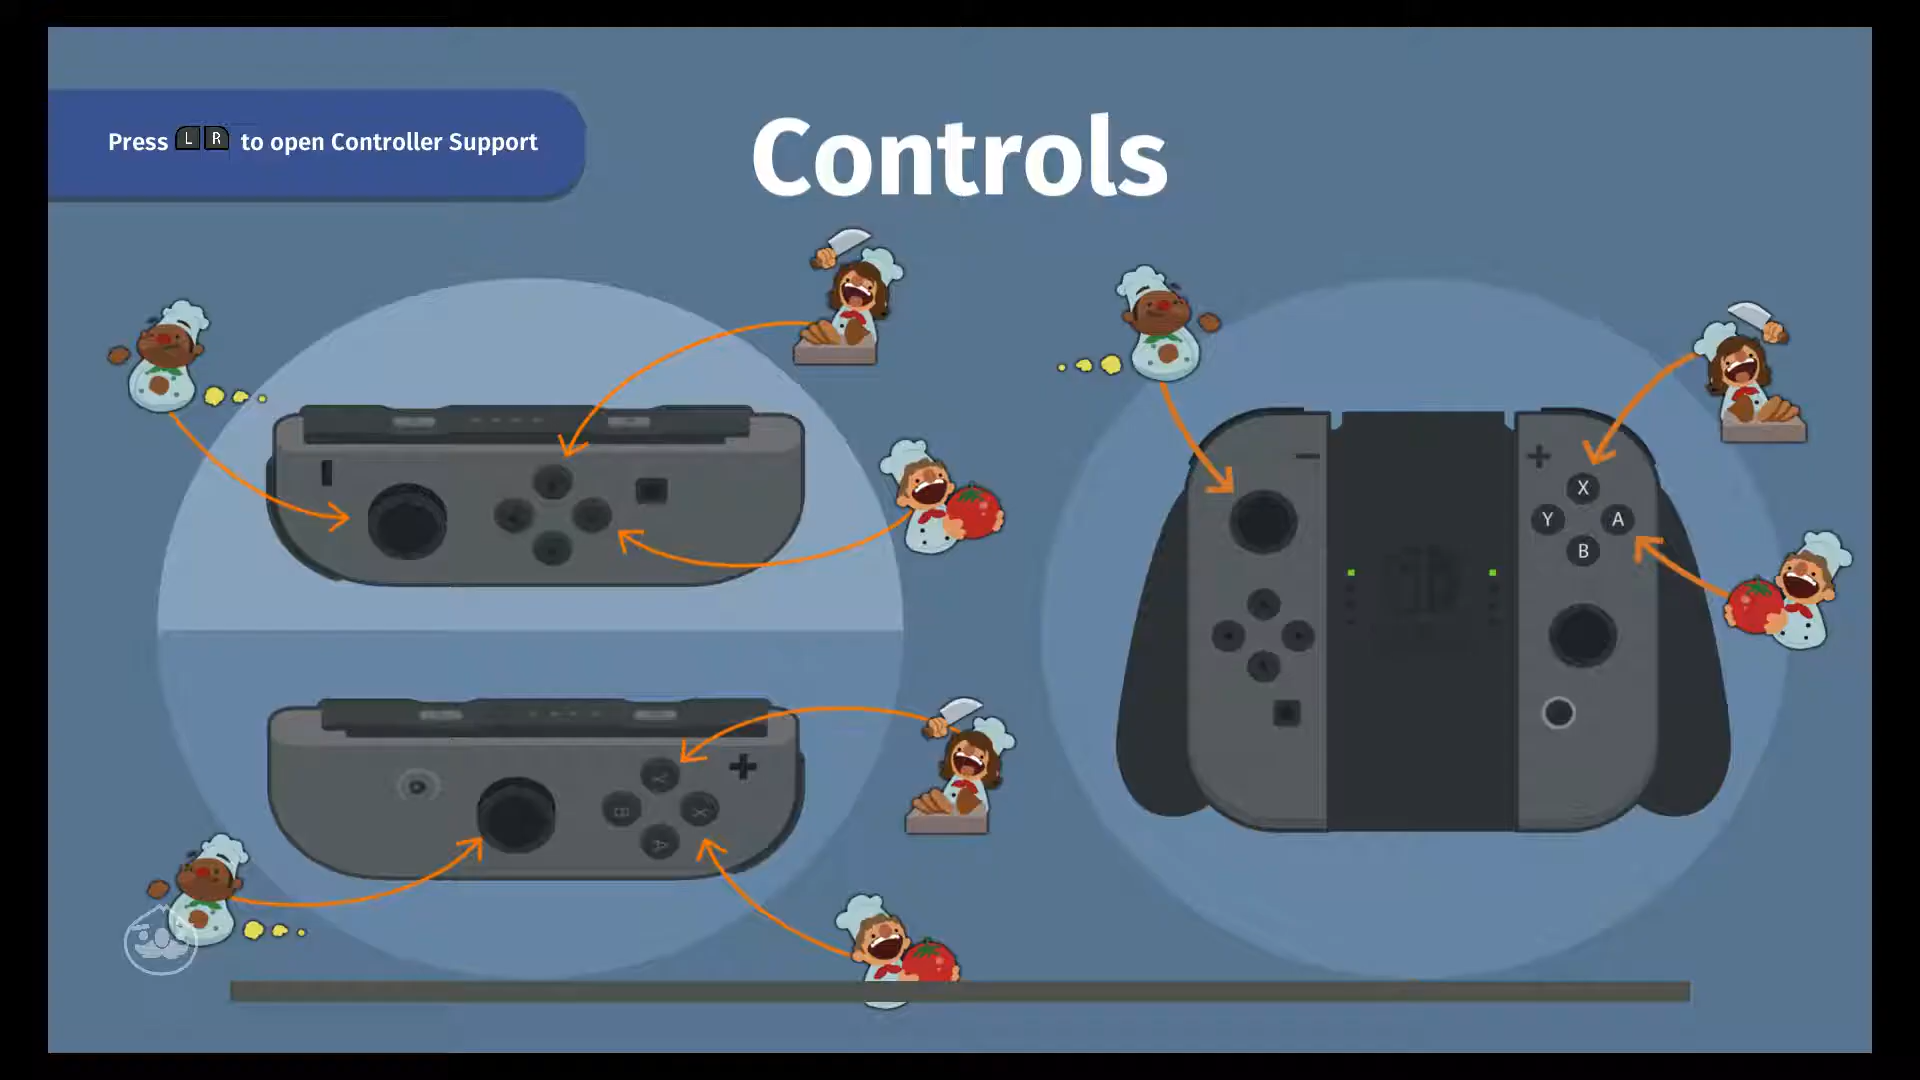 Press L R to open Controller Support
Controls
X
Y A
B
Y
B X
A